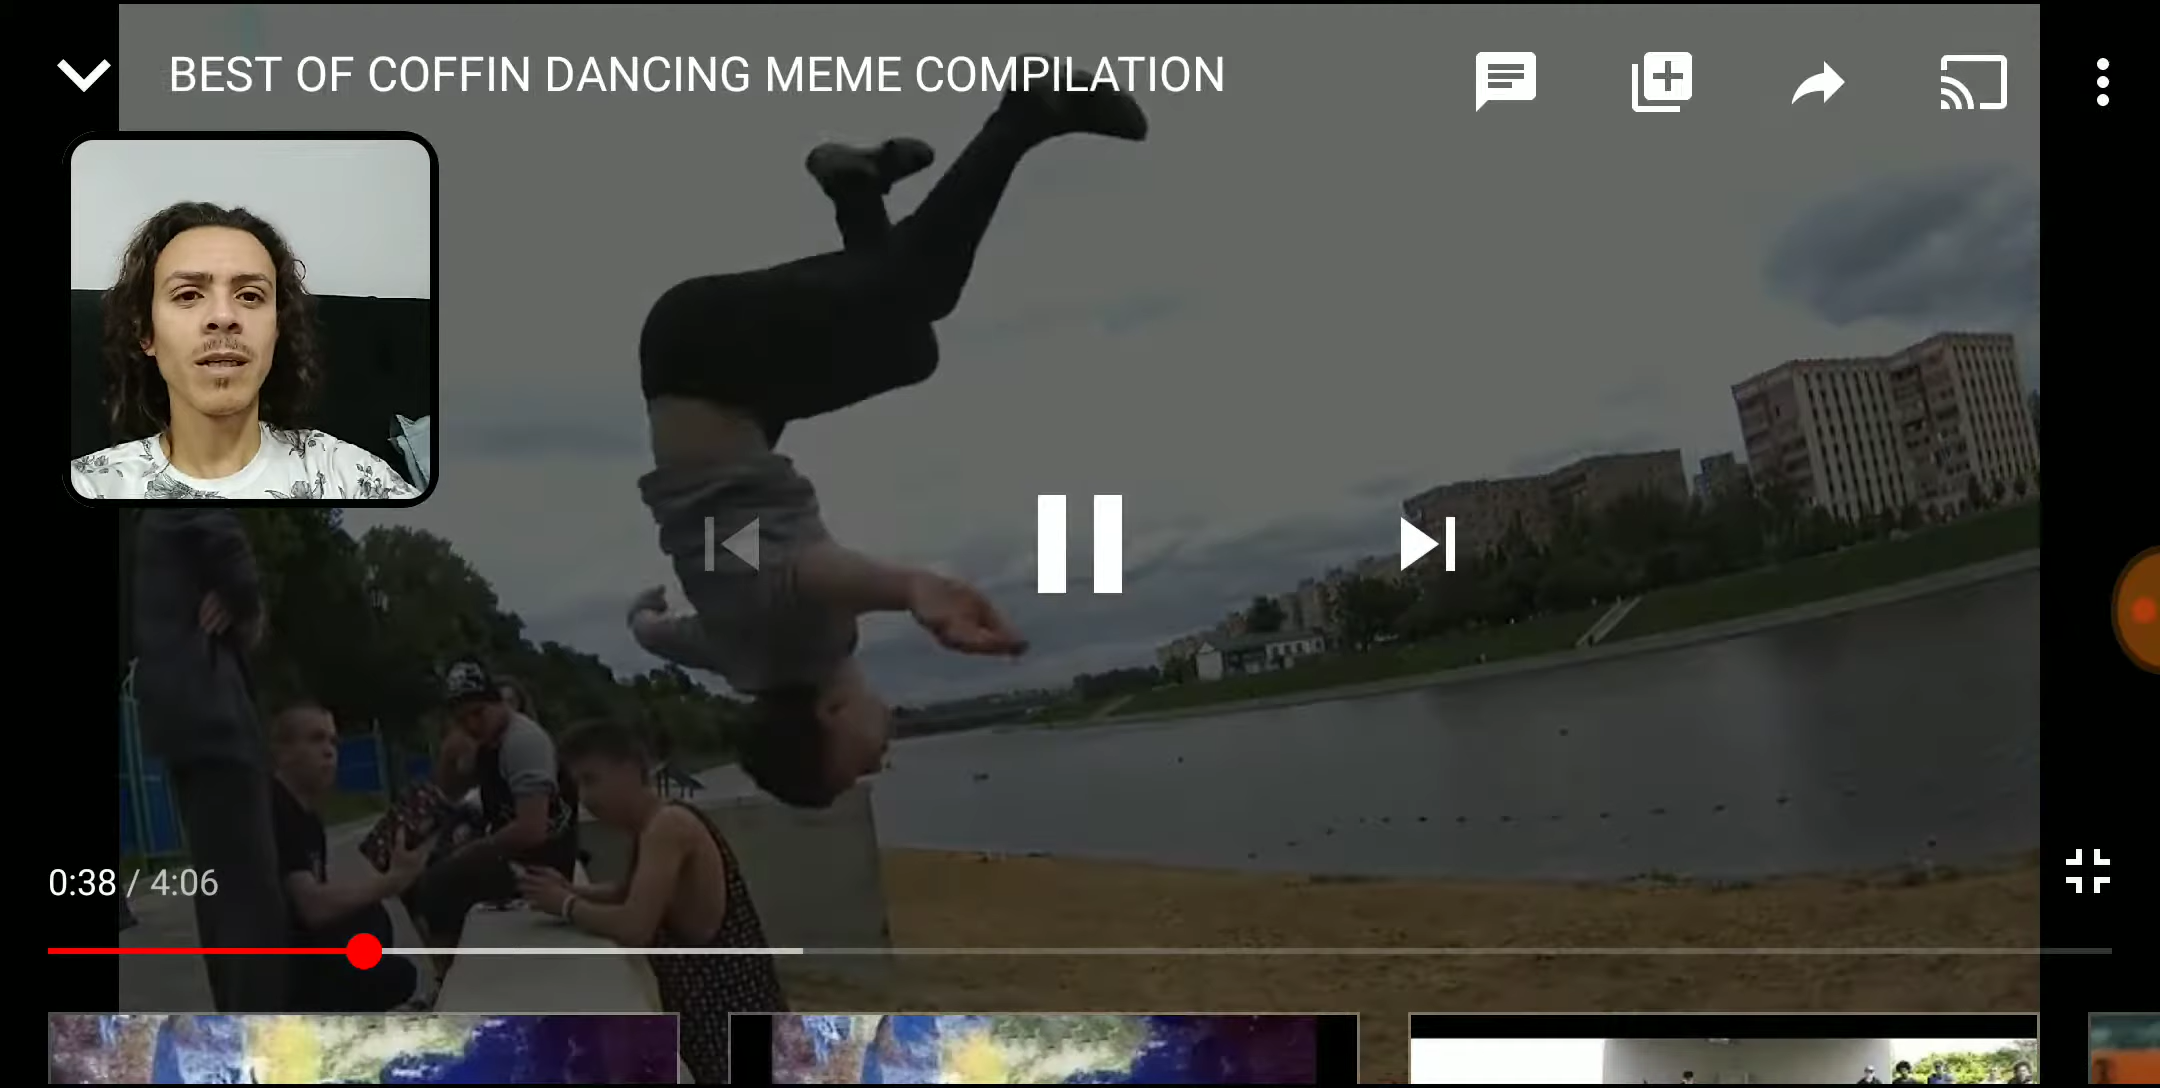 BEST OF COFFIN DANCING MEME COMPILATION
0:38 / 4:06